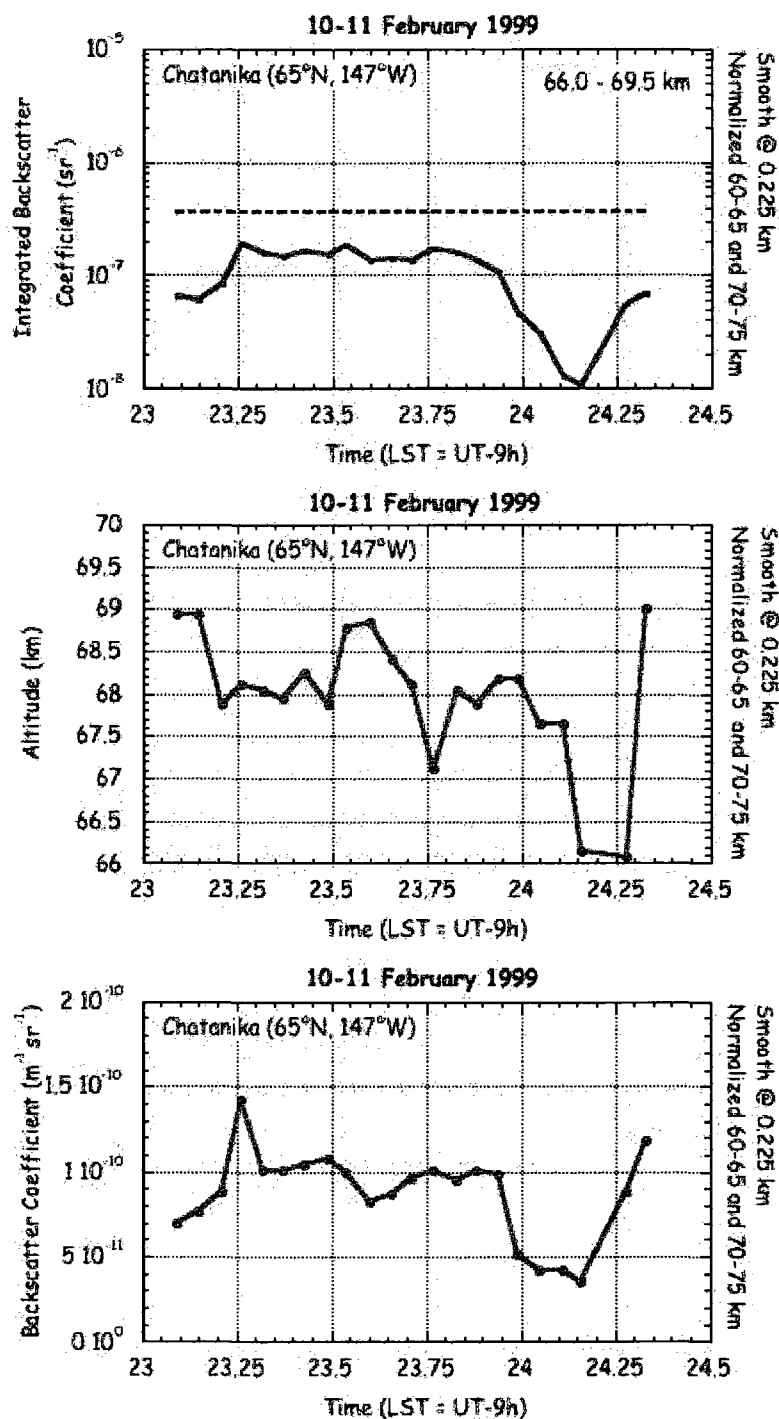 10-11 February 1999
Chatanika (65°N, 147°W)
66.0 - 69.5 km
Integrated Backscatter
Coefficient (sr⁻¹)
10⁻⁵
10⁻⁶
10⁻⁷
10⁻⁸
23
23.25
23.5
23.75
24
24.25
24.5
Time (LST = UT-9h)
Smooth @ 0.225 km
Normalized 60-65 and 70-75 km
10-11 February 1999
Chatanika (65°N, 147°W)
Altitude (km)
70
69.5
69
68.5
68
67.5
67
66.5
66
23
23.25
23.5
23.75
24
24.25
24.5
Time (LST = UT-9h)
Smooth @ 0.225 km
Normalized 60-65 and 70-75 km
10-11 February 1999
Chatanika (65°N, 147°W)
Backscatter Coefficient (m⁻¹ sr⁻¹)
2 10⁻¹⁰
1.5 10⁻¹⁰
1 10⁻¹⁰
5 10⁻¹¹
0 10⁰
23
23.25
23.5
23.75
24
24.25
24.5
Time (LST = UT-9h)
Smooth @ 0.225 km
Normalized 60-65 and 70-75 km